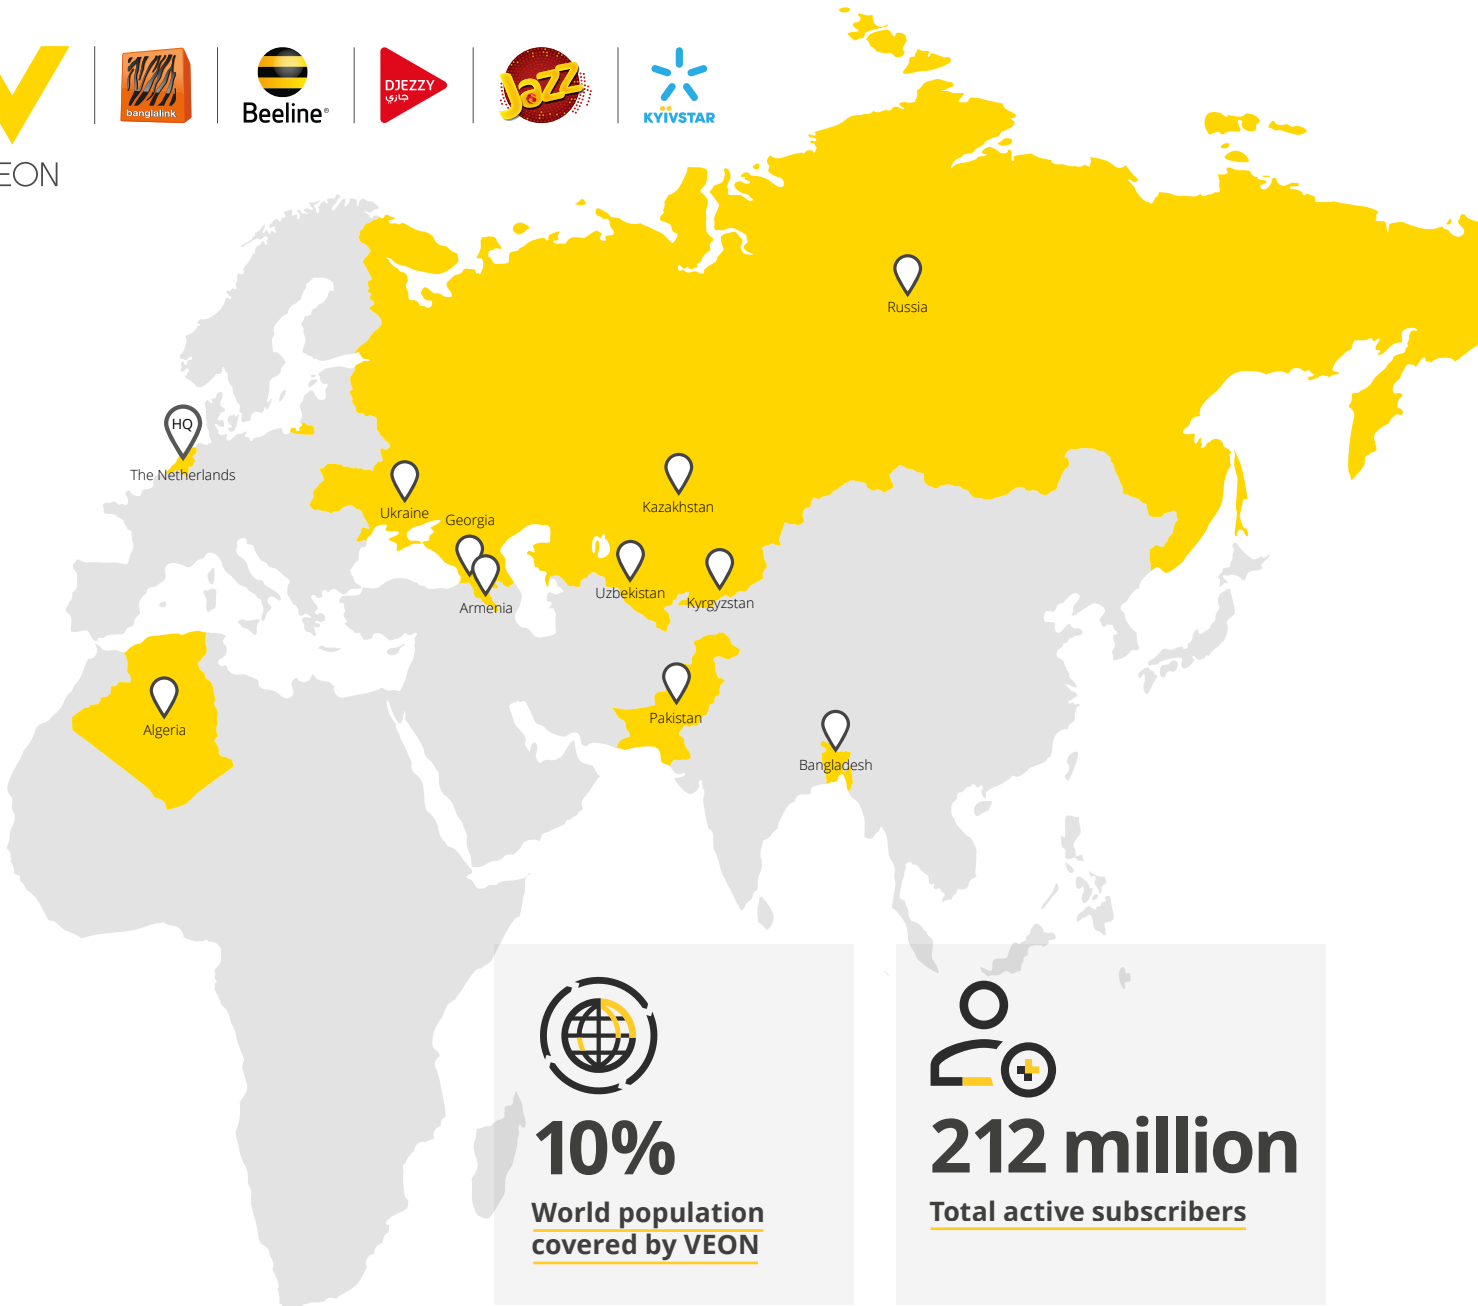 EON
banglalink
Beeline®
DJEZZY
جازي
Jazz
KYÏVSTAR
Russia
HQ
The Netherlands
Ukraine
Georgia
Kazakhstan
Uzbekistan
Kyrgyzstan
Armenia
Pakistan
Algeria
Bangladesh
10%
World population
covered by VEON
212 million
Total active subscribers